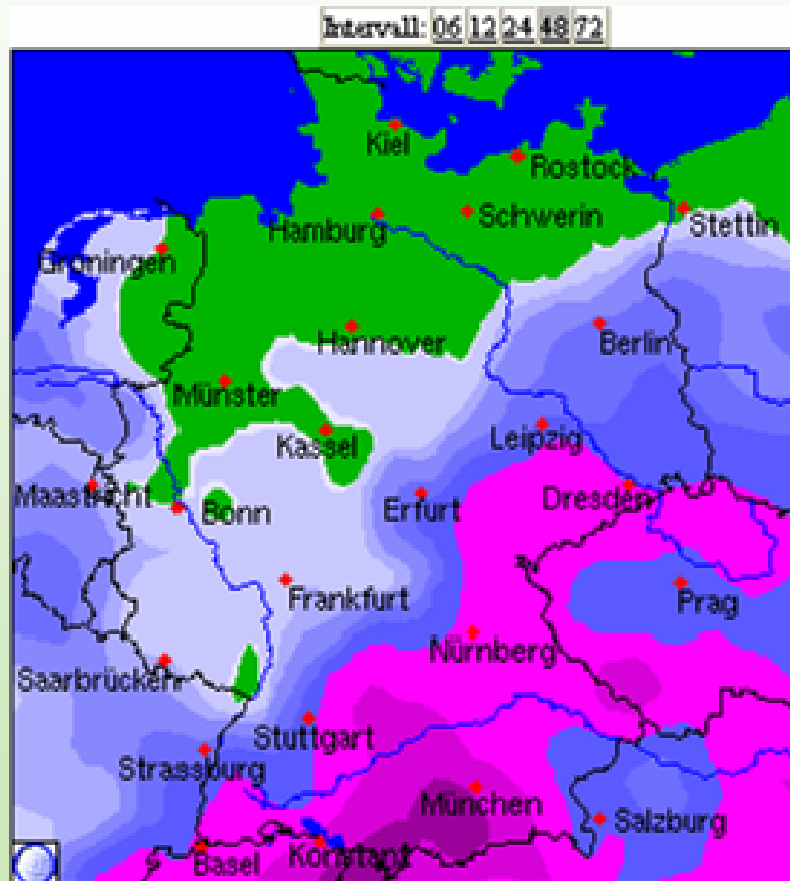 Intervall: 06 12 24 48 72
Kiel
Rostock
Hamburg
Schwerin
Stettin
Groningen
Hannover
Berlin
Münster
Kassel
Leipzig
Maastricht
Bonn
Erfurt
Dresden
Frankfurt
Prag
Nürnberg
Saarbrücken
Stuttgart
Strassburg
München
Salzburg
Basel
Konstanz